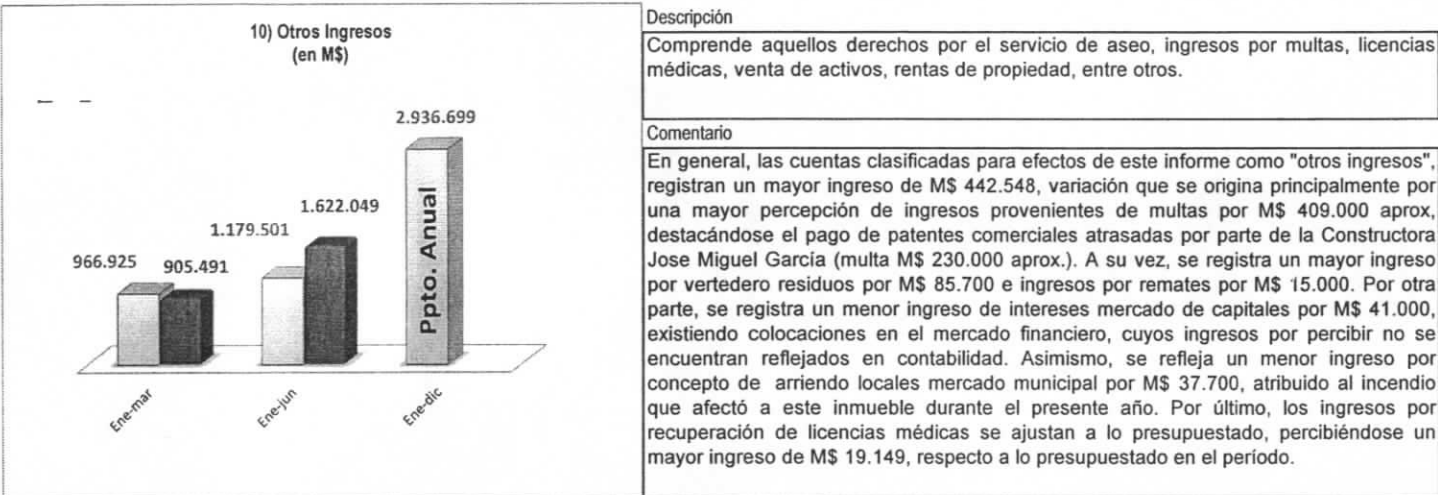 10) Otros Ingresos
(en M$)
2.936.699
1.622.049
1.179.501
966.925
905.491
Ppto. Anual
Ene-mar
Ene-jun
Ene-dic
Descripción
Comprende aquellos derechos por el servicio de aseo, ingresos por multas, licencias
médicas, venta de activos, rentas de propiedad, entre otros.
Comentario
En general, las cuentas clasificadas para efectos de este informe como "otros ingresos",
registran un mayor ingreso de M$ 442.548, variación que se origina principalmente por
una mayor percepción de ingresos provenientes de multas por M$ 409.000 aprox,
destacándose el pago de patentes comerciales atrasadas por parte de la Constructora
Jose Miguel García (multa M$ 230.000 aprox.). A su vez, se registra un mayor ingreso
por vertedero residuos por M$ 85.700 e ingresos por remates por M$ 15.000. Por otra
parte, se registra un menor ingreso de intereses mercado de capitales por M$ 41.000,
existiendo colocaciones en el mercado financiero, cuyos ingresos por percibir no se
encuentran reflejados en contabilidad. Asimismo, se refleja un menor ingreso por
concepto de arriendo locales mercado municipal por M$ 37.700, atribuido al incendio
que afectó a este inmueble durante el presente año. Por último, los ingresos por
recuperación de licencias médicas se ajustan a lo presupuestado, percibiéndose un
mayor ingreso de M$ 19.149, respecto a lo presupuestado en el período.